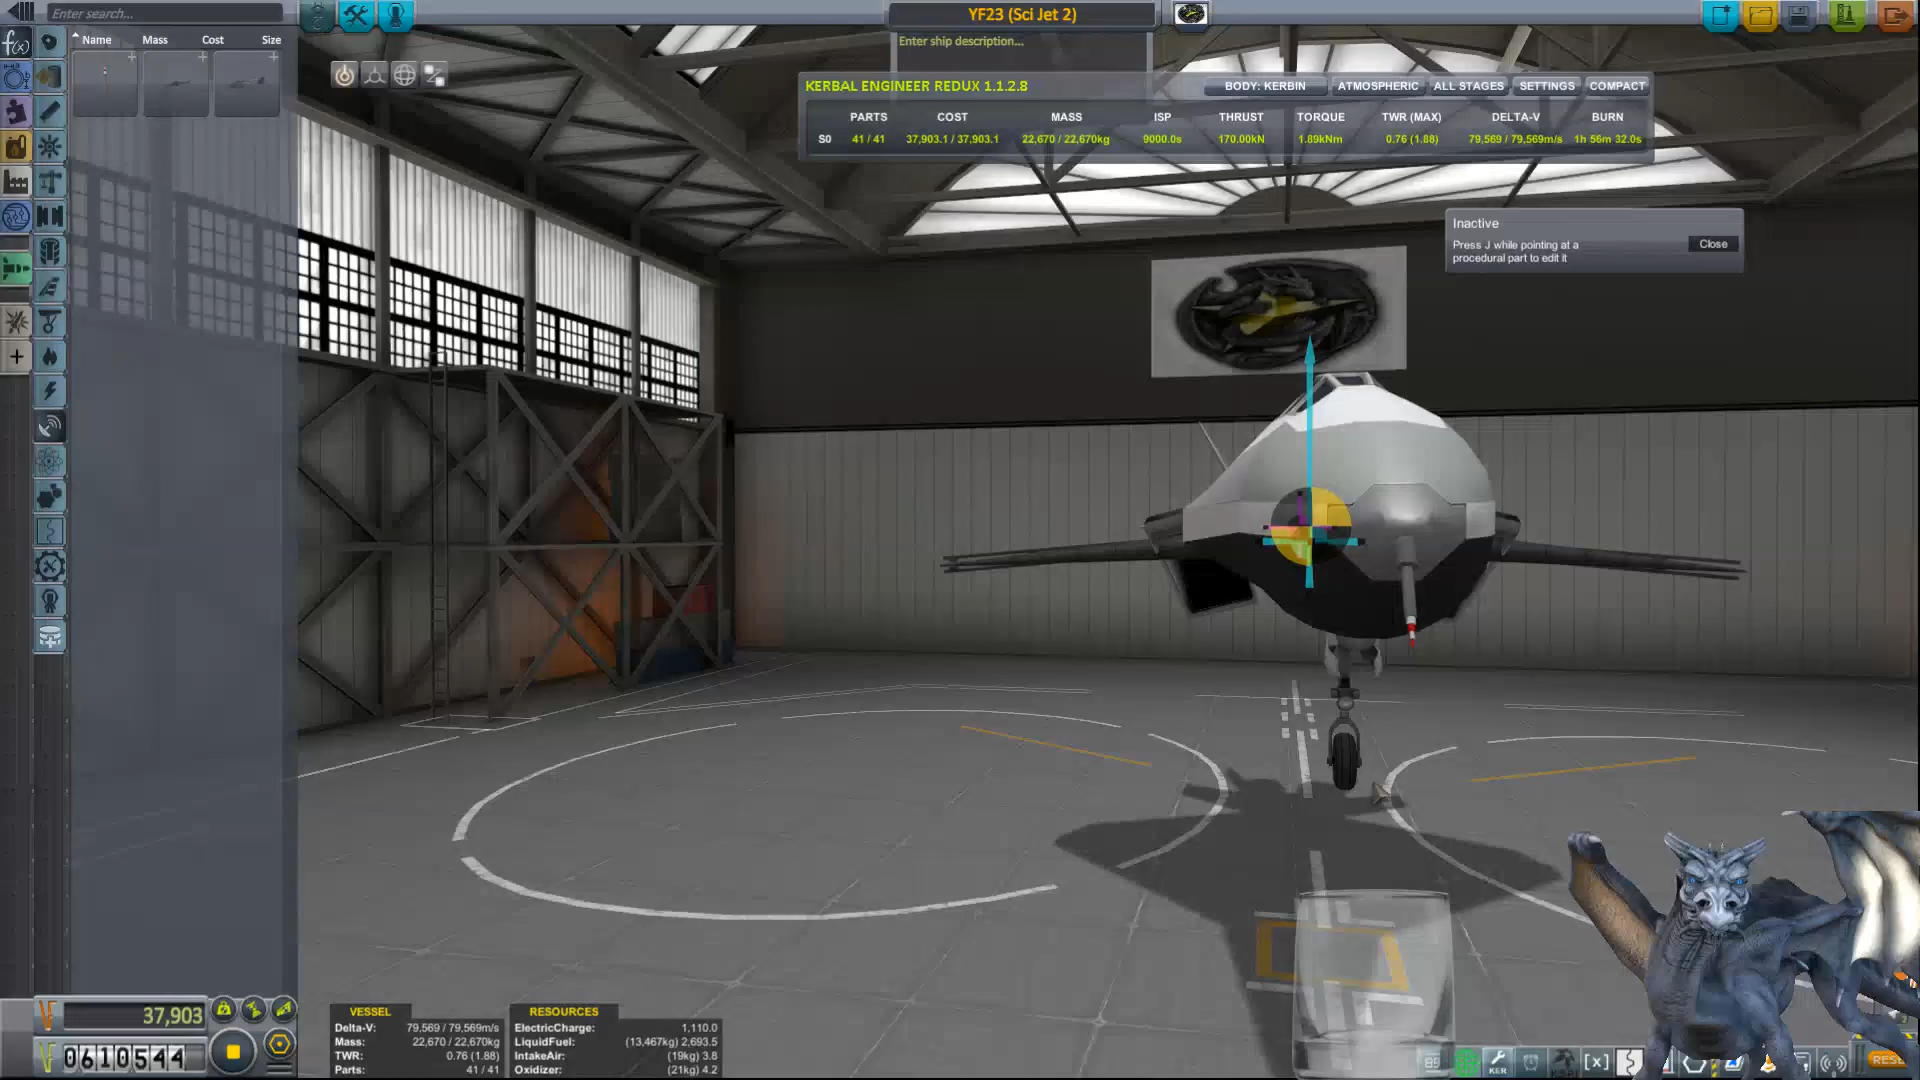 Enter search...
YF23 (Sci Jet 2)
Enter ship description...
Name Mass Cost Size
KERBAL ENGINEER REDUX 1.1.2.8
BODY: KERBIN ATMOSPHERIC ALL STAGES SETTINGS COMPACT
PARTS COST MASS ISP THRUST TORQUE TWR (MAX) DELTA-V BURN
S0 41 / 41 37,903.1 / 37,903.1 22,670 / 22,670kg 9000.0s 170.00kN 1.89kNm 0.76 (1.88) 79,569 / 79,569m/s 1h 56m 32.0s
Inactive
Press J while pointing at a
procedural part to edit it
Close
37,903
0610544
VESSEL
Delta-V: 79,569 / 79,569m/s
Mass: 22,670 / 22,670kg
TWR: 0.76 (1.88)
Parts: 41 / 41
RESOURCES
ElectricCharge: 1,110.0
LiquidFuel: (13,467kg) 2,693.5
IntakeAir: (19kg) 3.8
Oxidizer: (21kg) 4.2
KER
[x]